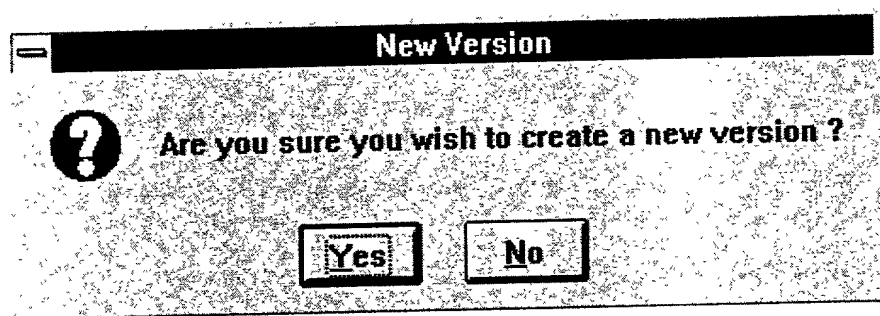 New Version
Are you sure you wish to create a new version ?
Yes
No